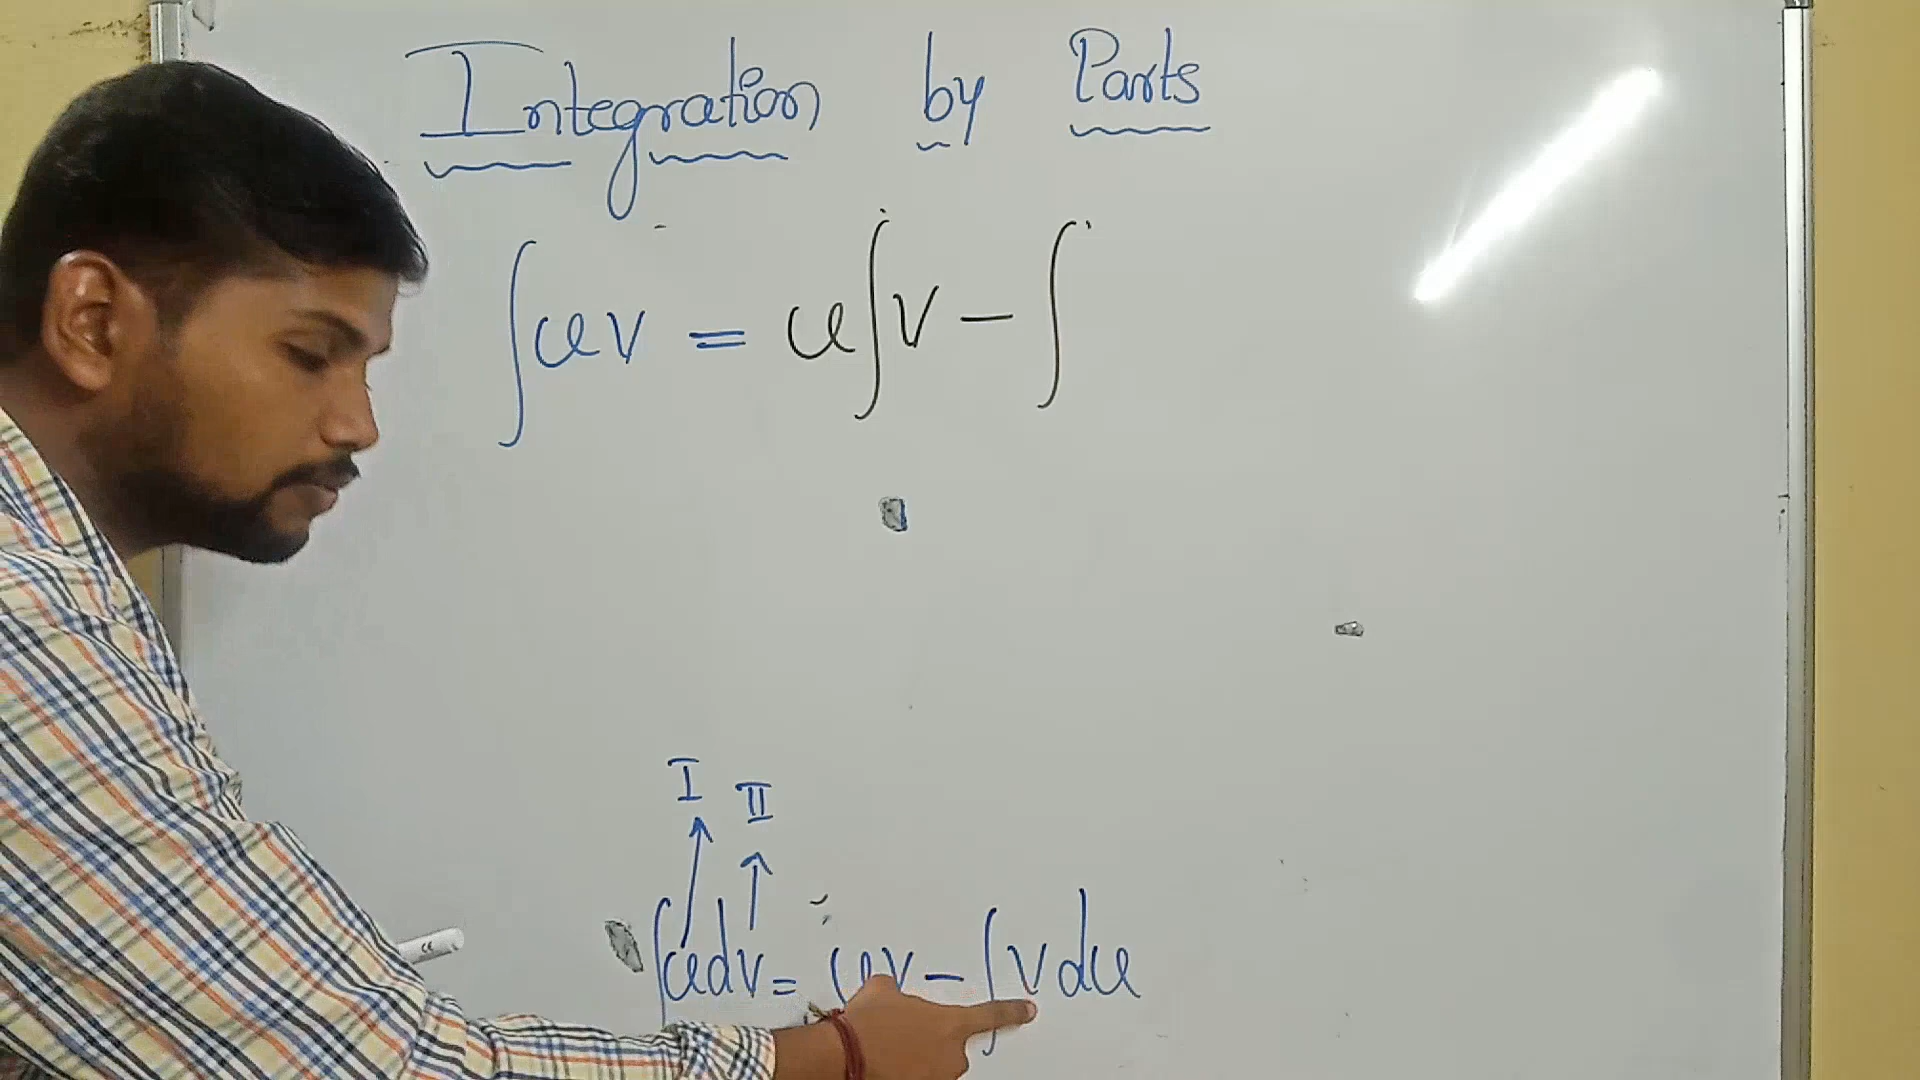 Integration by Parts
∫uv = u∫v - ∫
I II
∫udv = uv - ∫vdu